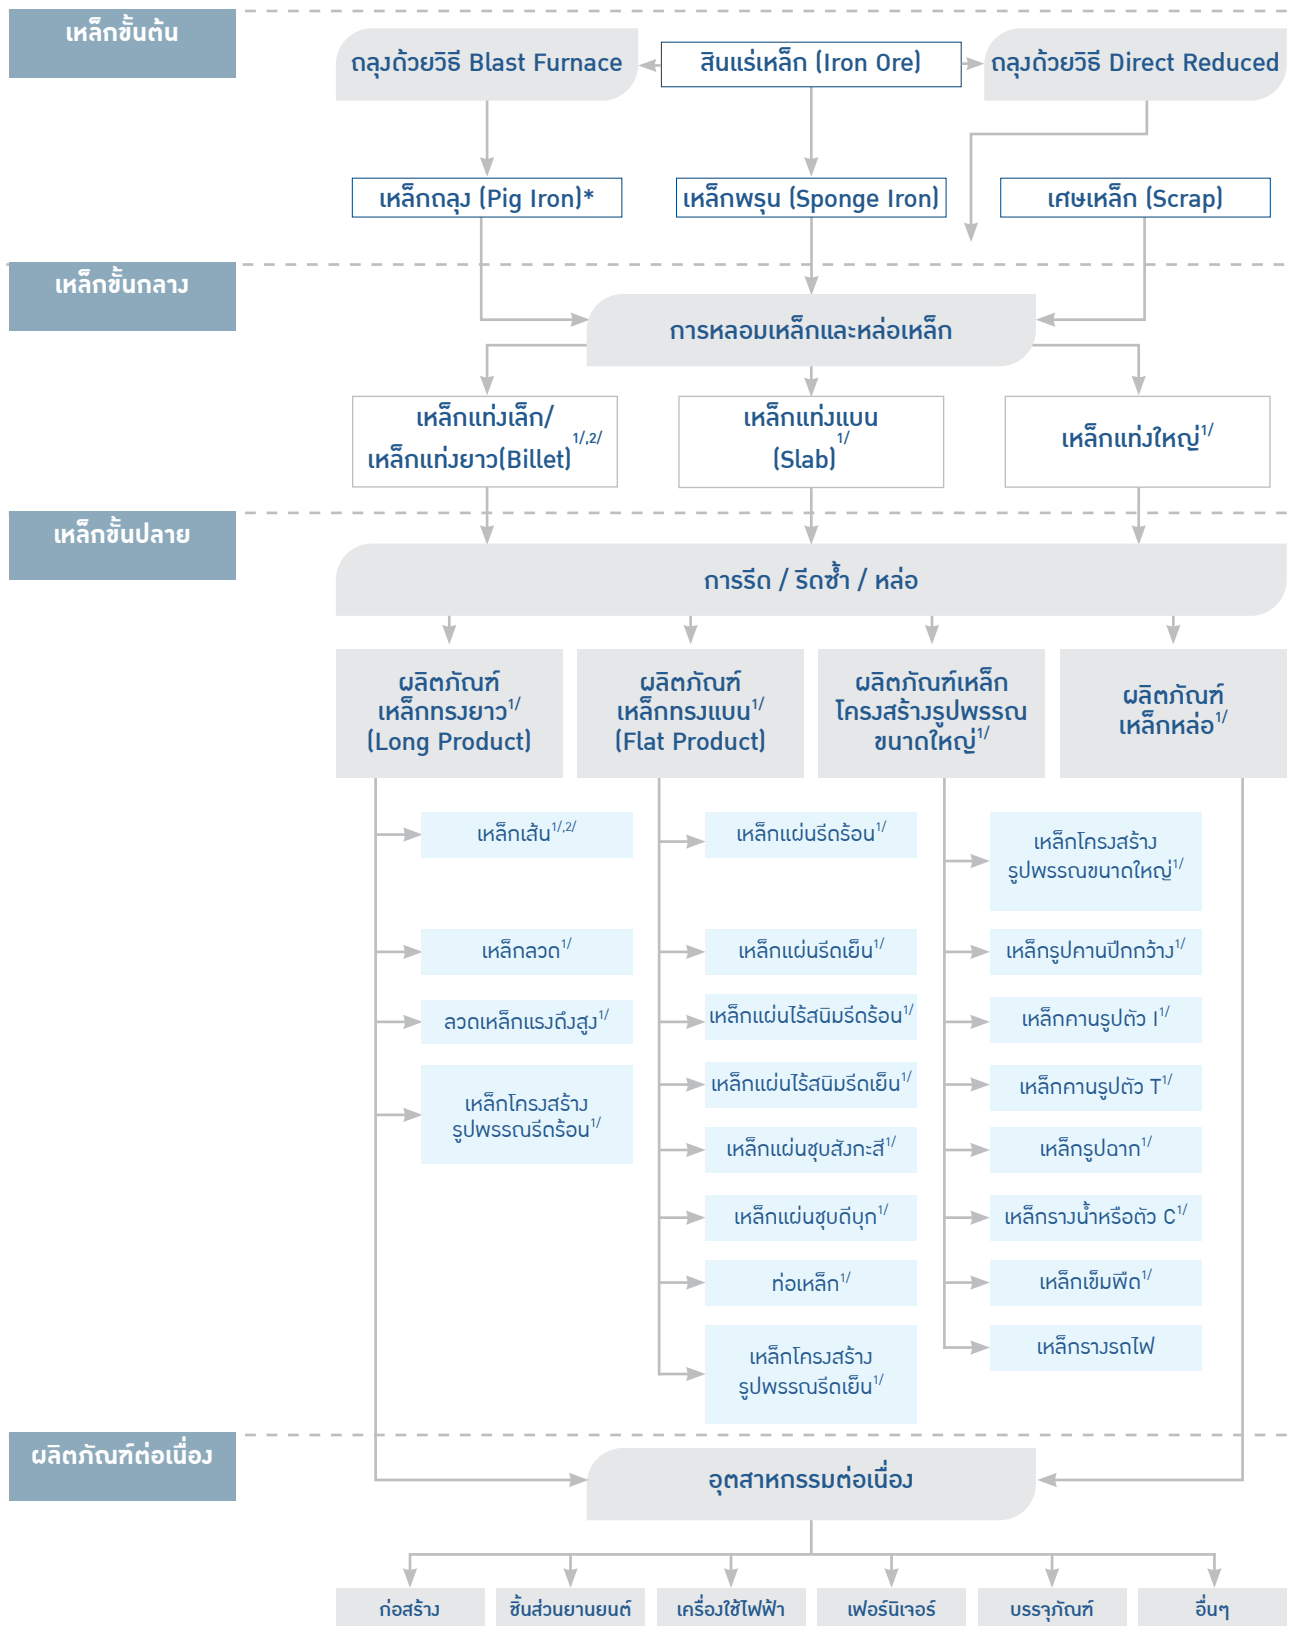 เหล็กขั้นต้น
ถลุงด้วยวิธี Blast Furnace
สินแร่เหล็ก (Iron Ore)
ถลุงด้วยวิธี Direct Reduced
เหล็กถลุง (Pig Iron)*
เหล็กพรุน (Sponge Iron)
เศษเหล็ก (Scrap)
เหล็กขั้นกลาง
การหลอมเหล็กและหล่อเหล็ก
เหล็กแท่งเล็ก/
เหล็กแท่งยาว(Billet)1/,2/
เหล็กแท่งแบน
(Slab)1/
เหล็กแท่งใหญ่1/
เหล็กขั้นปลาย
การรีด / รีดซ้ำ / หล่อ
ผลิตภัณฑ์
เหล็กทรงยาว1/
(Long Product)
ผลิตภัณฑ์
เหล็กทรงแบน1/
(Flat Product)
ผลิตภัณฑ์เหล็ก
โครงสร้างรูปพรรณ
ขนาดใหญ่1/
ผลิตภัณฑ์
เหล็กหล่อ1/
เหล็กเส้น1/,2/
เหล็กลวด1/
ลวดเหล็กแรงดึงสูง1/
เหล็กโครงสร้าง
รูปพรรณรีดร้อน1/
เหล็กแผ่นรีดร้อน1/
เหล็กแผ่นรีดเย็น1/
เหล็กแผ่นไร้สนิมรีดร้อน1/
เหล็กแผ่นไร้สนิมรีดเย็น1/
เหล็กแผ่นชุบสังกะสี1/
เหล็กแผ่นชุบดีบุก1/
ท่อเหล็ก1/
เหล็กโครงสร้าง
รูปพรรณรีดเย็น1/
เหล็กโครงสร้าง
รูปพรรณขนาดใหญ่1/
เหล็กรูปคานปีกกว้าง1/
เหล็กคานรูปตัว I1/
เหล็กคานรูปตัว T1/
เหล็กรูปฉาก1/
เหล็กรางน้ำหรือตัว C1/
เหล็กเข็มพืด1/
เหล็กรางรถไฟ
ผลิตภัณฑ์ต่อเนื่อง
อุตสาหกรรมต่อเนื่อง
ก่อสร้าง
ชิ้นส่วนยานยนต์
เครื่องใช้ไฟฟ้า
เฟอร์นิเจอร์
บรรจุภัณฑ์
อื่นๆ